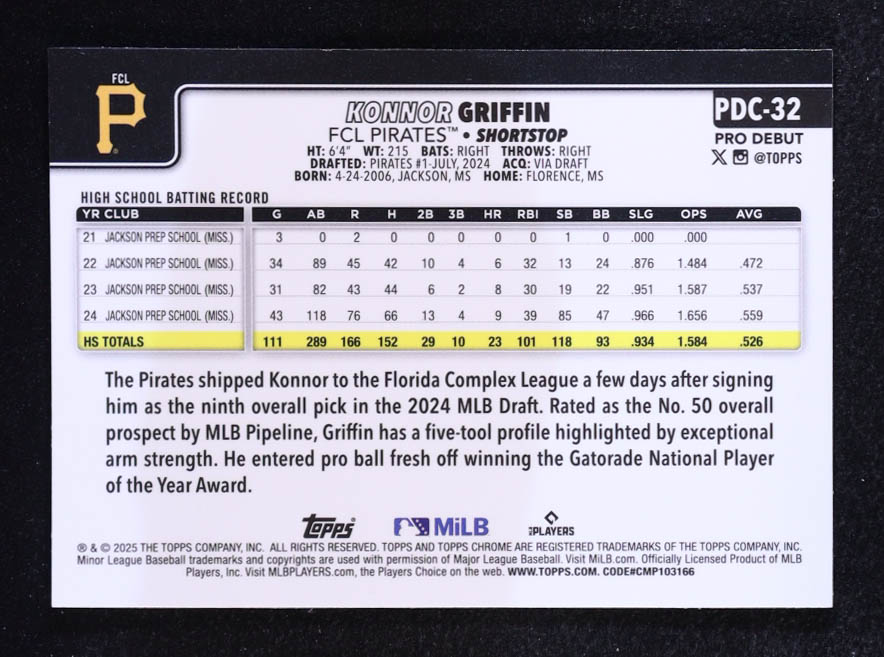 FCL
P
KONNOR GRIFFIN
FCL PIRATES™ • SHORTSTOP
HT: 6'4" WT: 215 BATS: RIGHT THROWS: RIGHT
DRAFTED: PIRATES #1-JULY, 2024 ACQ: VIA DRAFT
BORN: 4-24-2006, JACKSON, MS HOME: FLORENCE, MS
PDC-32
PRO DEBUT
X @TOPPS
HIGH SCHOOL BATTING RECORD
YR CLUB G AB R H 2B 3B HR RBI SB BB SLG OPS AVG
21 JACKSON PREP SCHOOL (MISS.) 3 0 2 0 0 0 0 0 1 0 .000 .000
22 JACKSON PREP SCHOOL (MISS.) 34 89 45 42 10 4 6 32 13 24 .876 1.484 .472
23 JACKSON PREP SCHOOL (MISS.) 31 82 43 44 6 2 8 30 19 22 .951 1.587 .537
24 JACKSON PREP SCHOOL (MISS.) 43 118 76 66 13 4 9 39 85 47 .966 1.656 .559
HS TOTALS 111 289 166 152 29 10 23 101 118 93 .934 1.584 .526
The Pirates shipped Konnor to the Florida Complex League a few days after signing
him as the ninth overall pick in the 2024 MLB Draft. Rated as the No. 50 overall
prospect by MLB Pipeline, Griffin has a five-tool profile highlighted by exceptional
arm strength. He entered pro ball fresh off winning the Gatorade National Player
of the Year Award.
Topps® MiLB PLAYERS
® & © 2025 THE TOPPS COMPANY, INC. ALL RIGHTS RESERVED. TOPPS AND TOPPS CHROME ARE REGISTERED TRADEMARKS OF THE TOPPS COMPANY, INC.
Minor League Baseball trademarks and copyrights are used with permission of Major League Baseball. Visit MiLB.com. Officially Licensed Product of MLB
Players, Inc. Visit MLBPLAYERS.com, the Players Choice on the web. WWW.TOPPS.COM. CODE#CMP103166